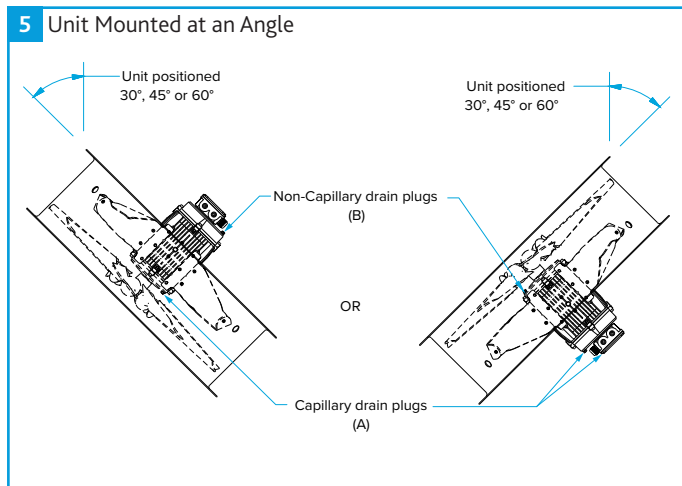 5 Unit Mounted at an Angle
Unit positioned
30°, 45° or 60°
Unit positioned
30°, 45° or 60°
Non-Capillary drain plugs
(B)
OR
Capillary drain plugs
(A)